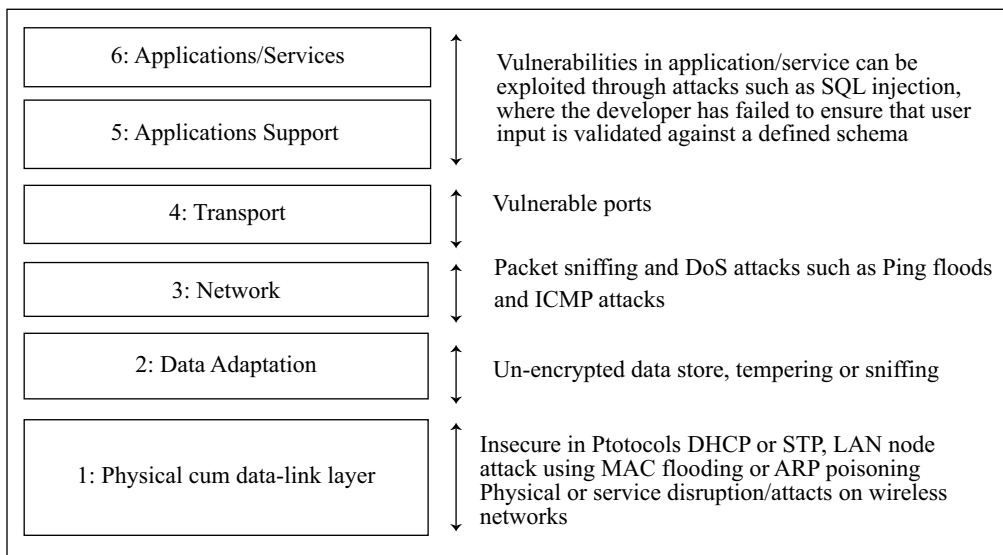 6: Applications/Services
5: Applications Support
Vulnerabilities in application/service can be
exploited through attacks such as SQL injection,
where the developer has failed to ensure that user
input is validated against a defined schema
4: Transport
Vulnerable ports
3: Network
Packet sniffing and DoS attacks such as Ping floods
and ICMP attacks
2: Data Adaptation
Un-encrypted data store, tempering or sniffing
1: Physical cum data-link layer
Insecure in Ptotocols DHCP or STP, LAN node
attack using MAC flooding or ARP poisoning
Physical or service disruption/attacts on wireless
networks